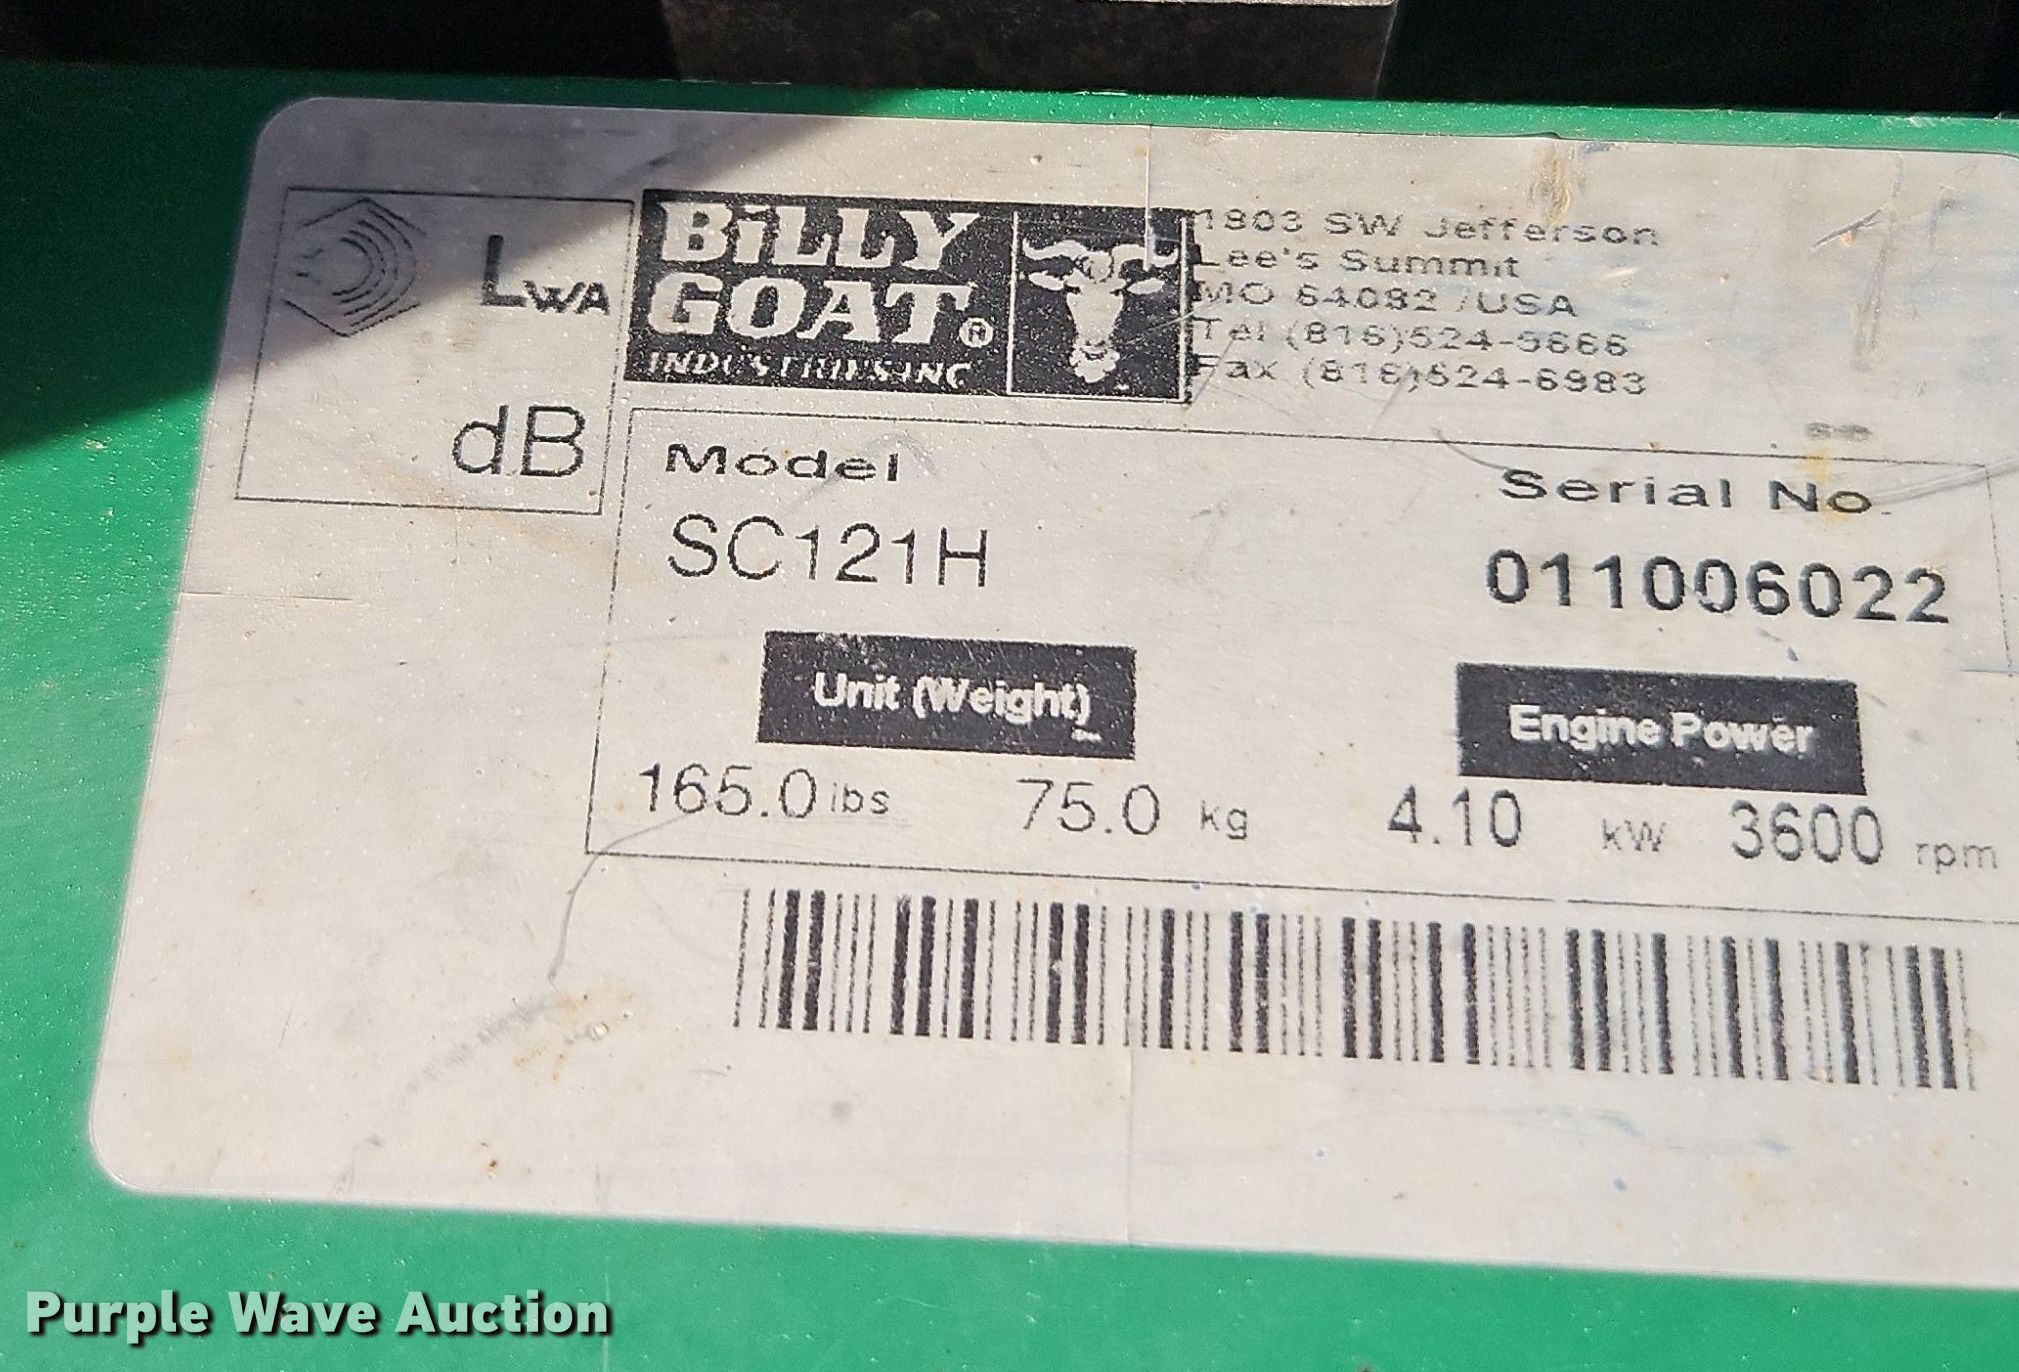 LWA
dB
BiLLY
GOAT®
INDUSTRIES INC
1803 SW Jefferson
Lee's Summit
MO 64082 /USA
Tel (816)524-5666
Fax (816)524-6983
Model
SC121H
Serial No.
011006022
Unit (Weight)
165.0 lbs 75.0 kg
Engine Power
4.10 kW 3600 rpm
Purple Wave Auction